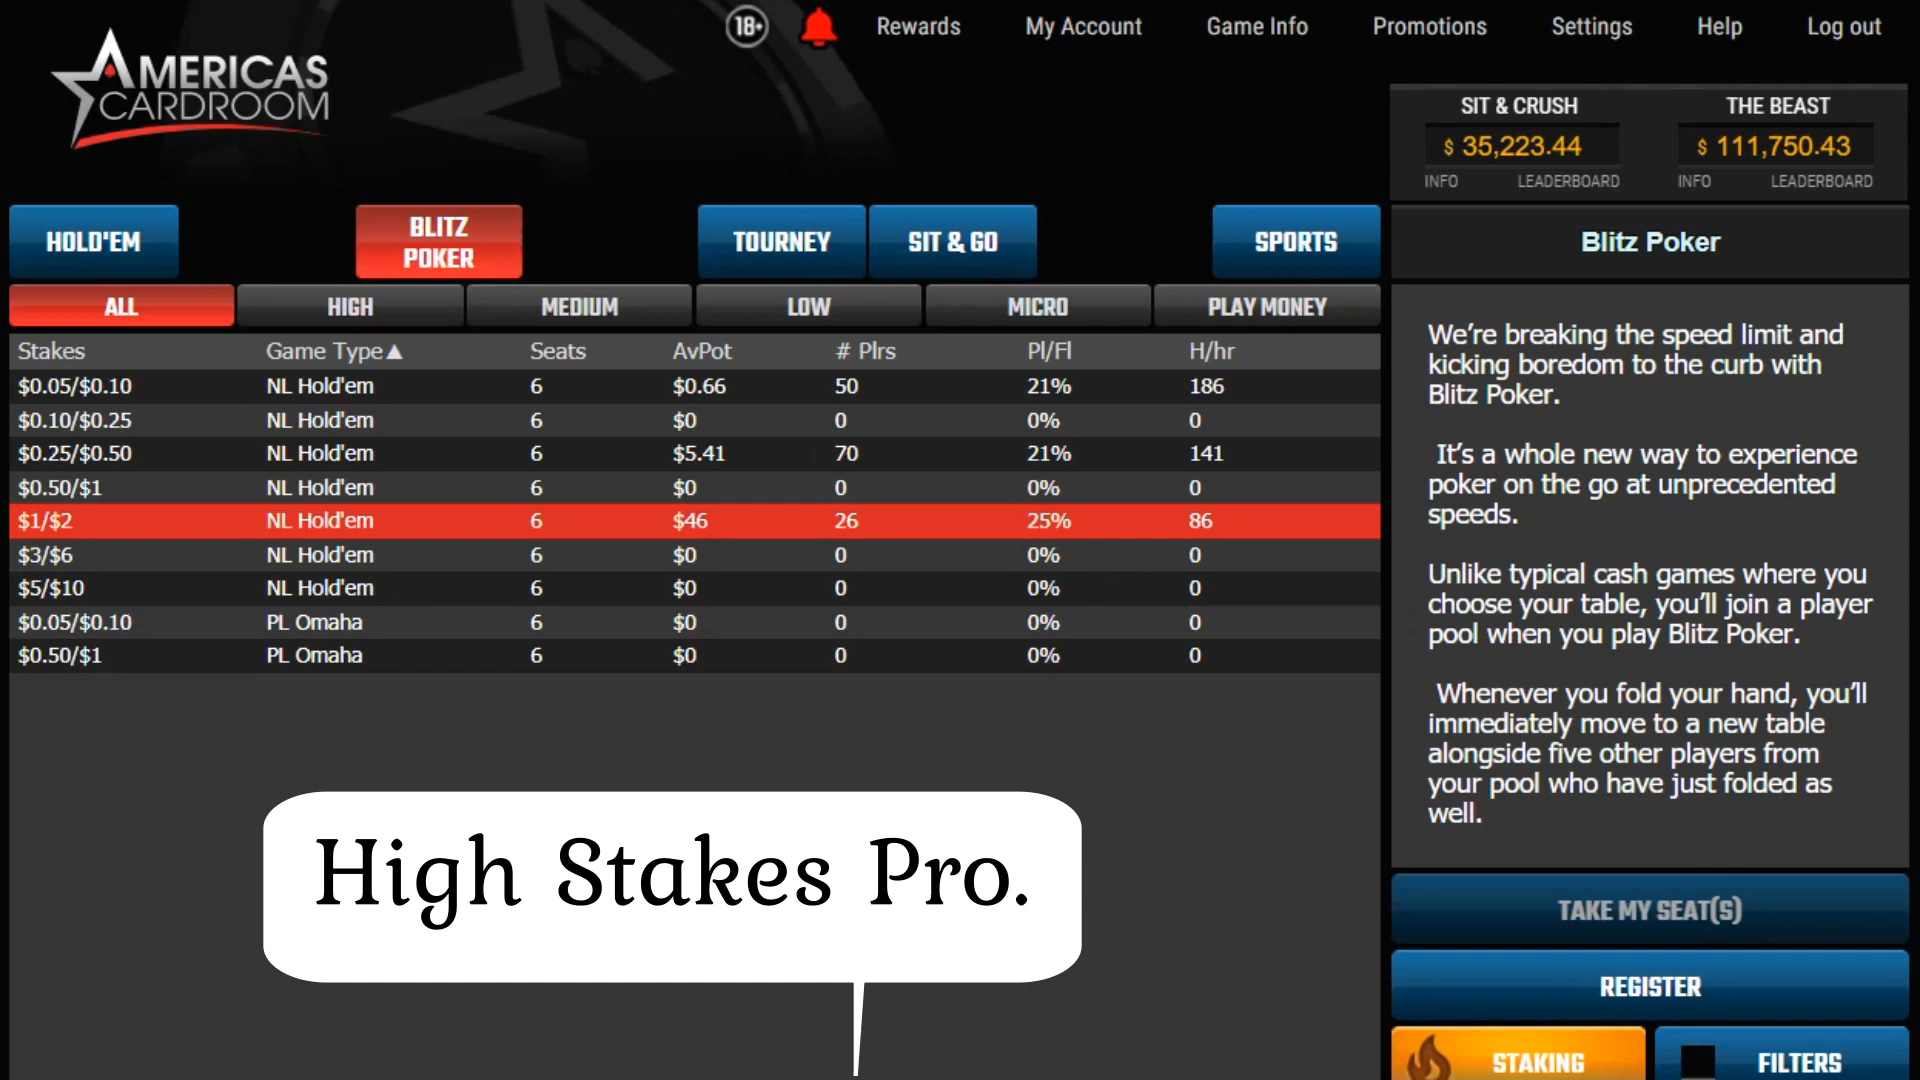 18+
Rewards My Account Game Info Promotions Settings Help Log out
AMERICAS
CARDROOM
SIT & CRUSH THE BEAST
$ 35,223.44 $ 111,750.43
INFO LEADERBOARD INFO LEADERBOARD
HOLD'EM BLITZ POKER TOURNEY SIT & GO SPORTS
ALL HIGH MEDIUM LOW MICRO PLAY MONEY
Stakes Game Type▲ Seats AvPot # Plrs Pl/Fl H/hr
$0.05/$0.10 NL Hold'em 6 $0.66 50 21% 186
$0.10/$0.25 NL Hold'em 6 $0 0 0% 0
$0.25/$0.50 NL Hold'em 6 $5.41 70 21% 141
$0.50/$1 NL Hold'em 6 $0 0 0% 0
$1/$2 NL Hold'em 6 $46 26 25% 86
$3/$6 NL Hold'em 6 $0 0 0% 0
$5/$10 NL Hold'em 6 $0 0 0% 0
$0.05/$0.10 PL Omaha 6 $0 0 0% 0
$0.50/$1 PL Omaha 6 $0 0 0% 0
High Stakes Pro.
Blitz Poker
We're breaking the speed limit and
kicking boredom to the curb with
Blitz Poker.
It's a whole new way to experience
poker on the go at unprecedented
speeds.
Unlike typical cash games where you
choose your table, you'll join a player
pool when you play Blitz Poker.
Whenever you fold your hand, you'll
immediately move to a new table
alongside five other players from
your pool who have just folded as
well.
TAKE MY SEAT(S)
REGISTER
STAKING FILTERS